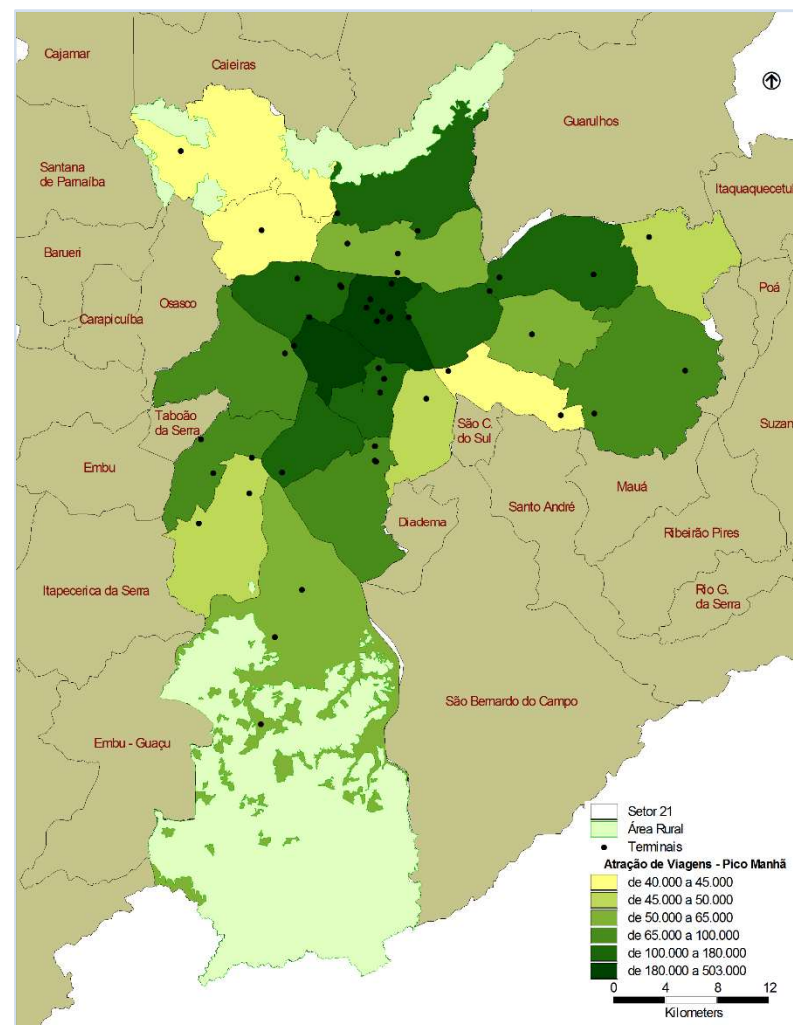 Cajamar
Caieiras
Guarulhos
Santana
de Parnaíba
Itaquaquecetul
Barueri
Osasco
Poá
Carapicuíba
Taboão
da Serra
São C.
do Sul
Suzan
Embu
Mauá
Santo André
Diadema
Ribeirão Pires
Itapecerica da Serra
Rio G.
da Serra
São Bernardo do Campo
Embu - Guaçu
Setor 21
Área Rural
Terminais
Atração de Viagens - Pico Manhã
de 40.000 a 45.000
de 45.000 a 50.000
de 50.000 a 65.000
de 65.000 a 100.000
de 100.000 a 180.000
de 180.000 a 503.000
0 4 8 12
Kilometers